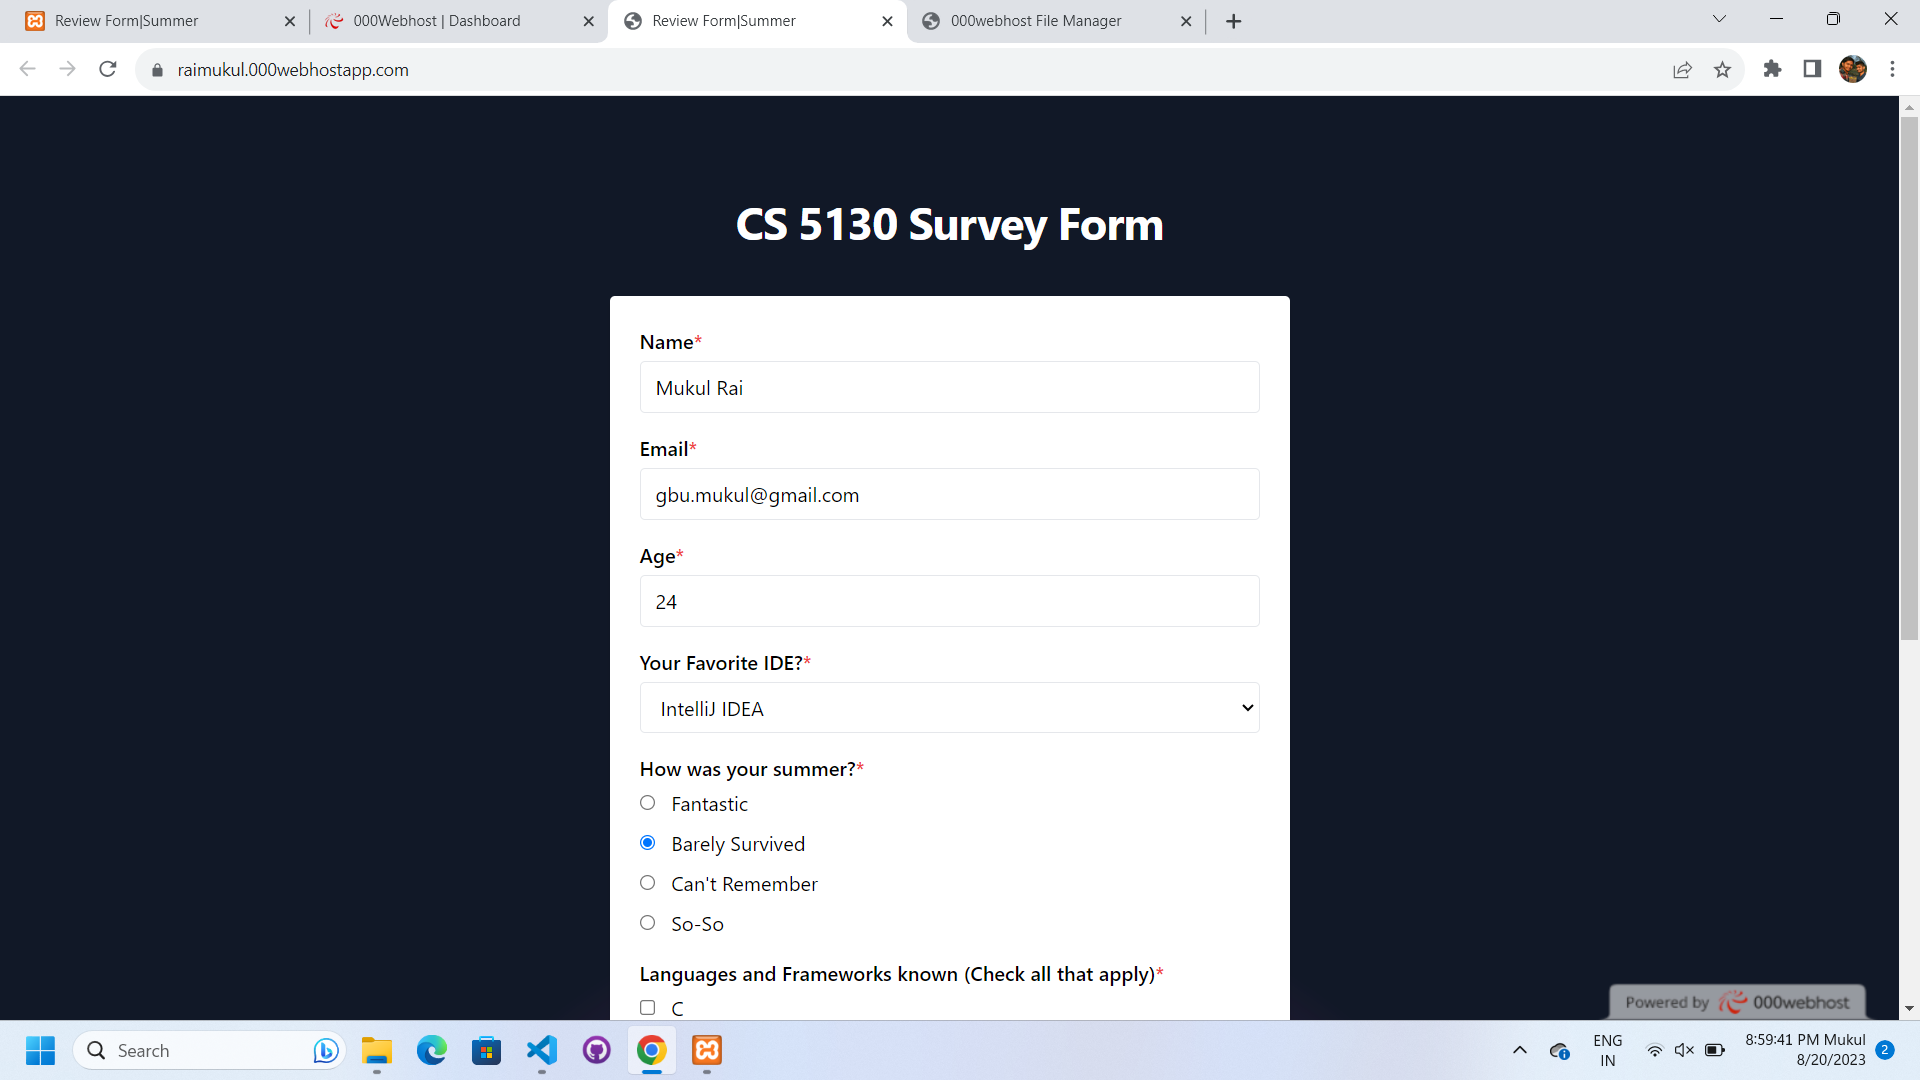 Review Form|Summer
000Webhost | Dashboard
Review Form|Summer
000webhost File Manager
raimukul.000webhostapp.com
CS 5130 Survey Form
Name*
Mukul Rai
Email*
gbu.mukul@gmail.com
Age*
24
Your Favorite IDE?*
IntelliJ IDEA
How was your summer?*
Fantastic
Barely Survived
Can't Remember
So-So
Languages and Frameworks known (Check all that apply)*
C
Powered by 000webhost
Search
ENG
IN
8:59:41 PM Mukul
8/20/2023
2